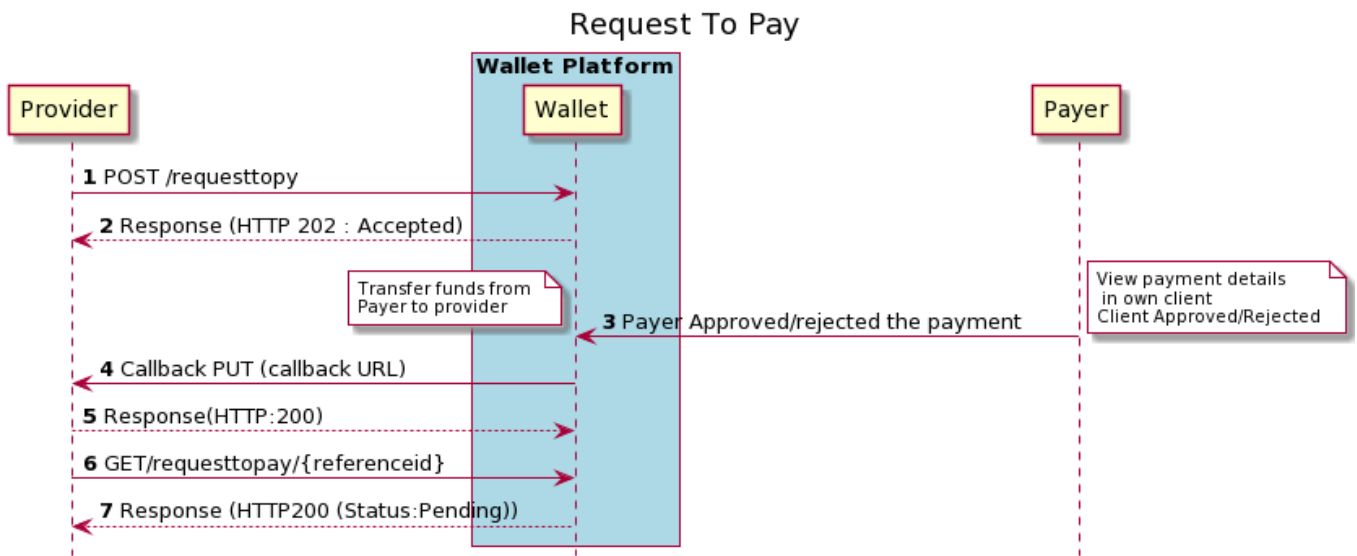 Request To Pay
Wallet Platform
Provider
Wallet
Payer
1 POST /requesttopy
2 Response (HTTP 202 : Accepted)
Transfer funds from
Payer to provider
View payment details
in own client
Client Approved/Rejected
3 Payer Approved/rejected the payment
4 Callback PUT (callback URL)
5 Response(HTTP:200)
6 GET/requesttopay/{referenceid}
7 Response (HTTP200 (Status:Pending))